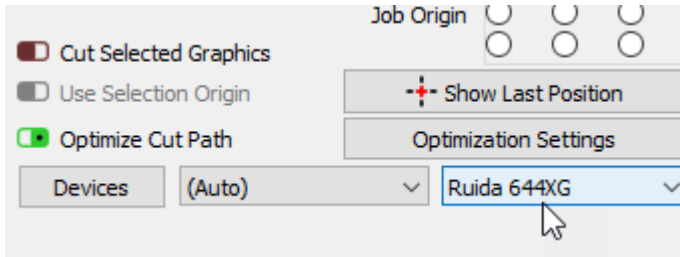 Job Origin
Cut Selected Graphics
Use Selection Origin
Show Last Position
Optimize Cut Path
Optimization Settings
Devices
(Auto)
Ruida 644XG